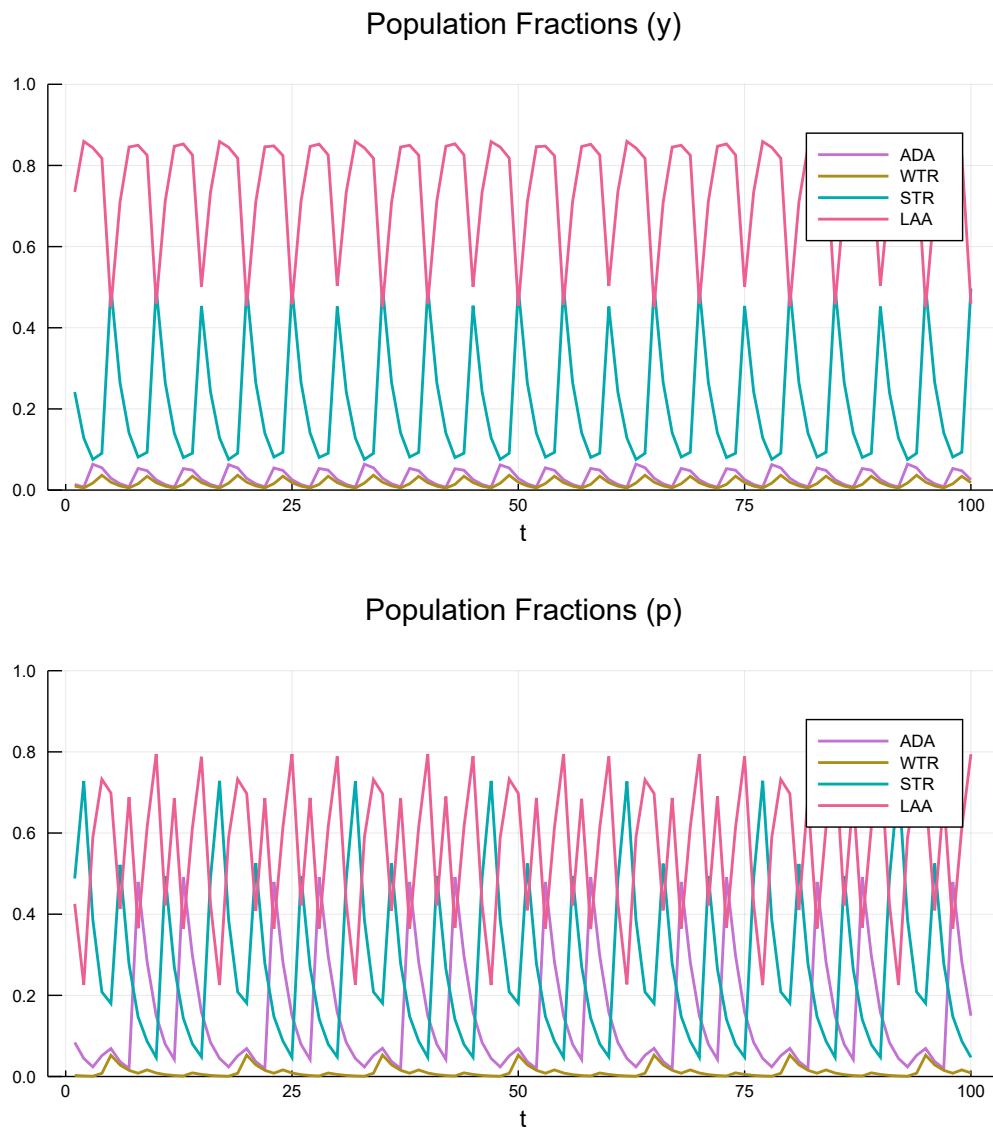 Population Fractions (y)
1.0
0.8
0.6
0.4
0.2
0.0
ADA
WTR
STR
LAA
0 25 50 75 100
t
Population Fractions (p)
1.0
0.8
0.6
0.4
0.2
0.0
ADA
WTR
STR
LAA
0 25 50 75 100
t